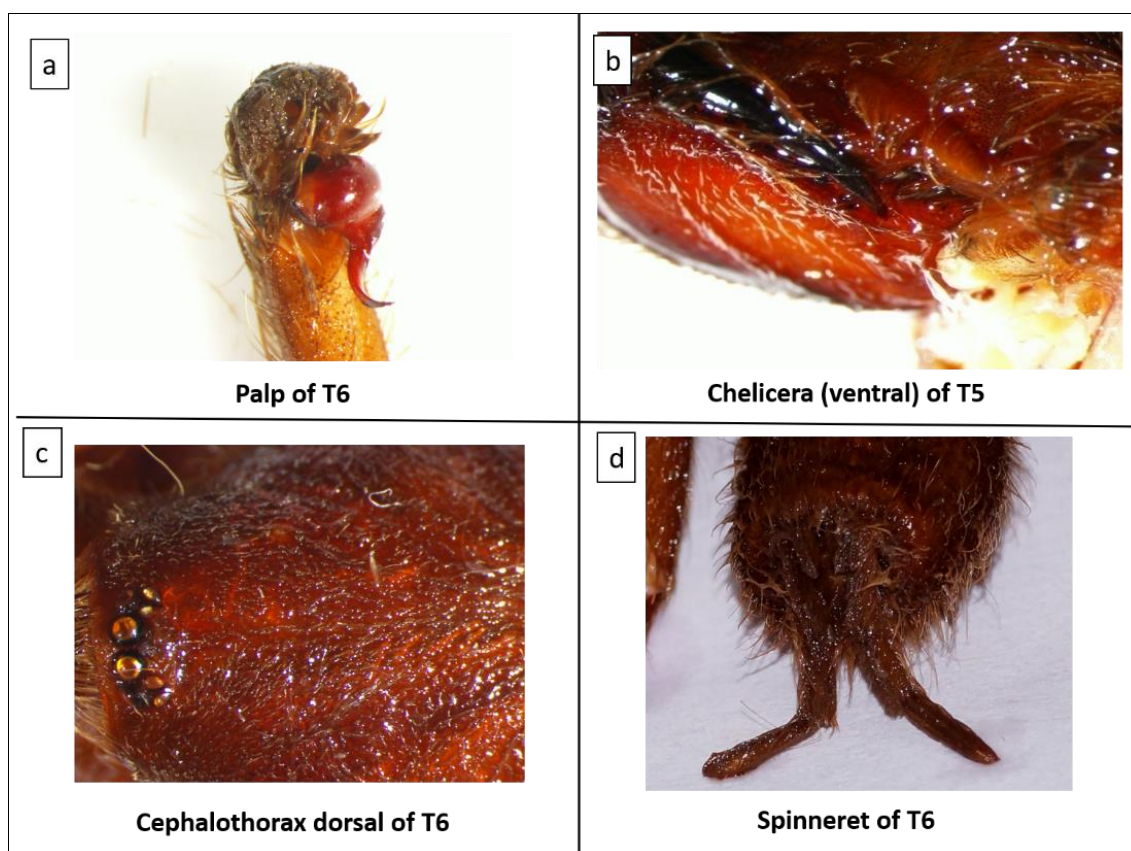 a
Palp of T6
b
Chelicera (ventral) of T5
c
Cephalothorax dorsal of T6
d
Spinneret of T6